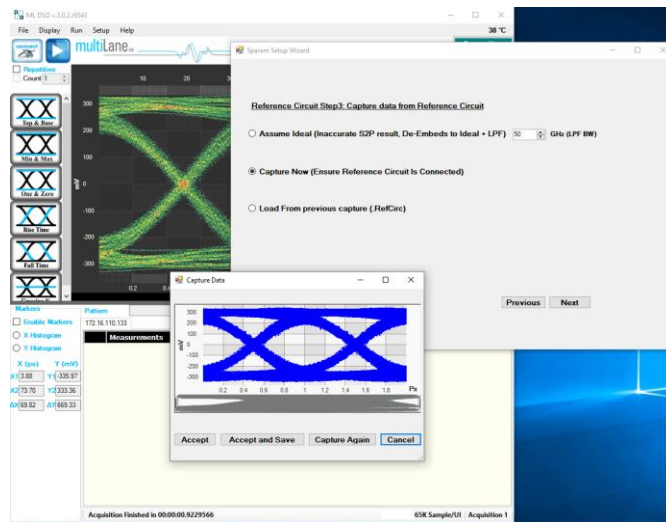 ML DSO v.3.0.2.r954
File Display Run Setup Help
38 °C
connect
multiLane
Repetitive
Count 1
10 20
Top & Base
Min & Max
One & Zero
Rise Time
Fall Time
300
200
100
mV
0
-100
-200
-300
0.2
Sparam Setup Wizard
Reference Circuit Step3: Capture data from Reference Circuit
Assume Ideal (Inaccurate S2P result, De-Embeds to Ideal + LPF) 50 GHz (LPF BW)
Capture Now (Ensure Reference Circuit Is Connected)
Load From previous capture (.RefCirc)
Previous Next
Capture Data
300
200
100
mV
0
-100
-200
-300
0.2 0.4 0.6 0.8 1 1.2 1.4 1.6 1.8 Ps
Accept Accept and Save Capture Again Cancel
Markers
Enable Markers
X Histogram
Y Histogram
X (ps) Y (mV)
X1 3.88 Y1 -335.97
X2 73.70 Y2 333.36
ΔX 69.82 ΔY 669.33
Pattern
172.16.110.133
Measurements
Acquisition Finished in 00:00:00.9229566
65K Sample/UI Acquisition 1